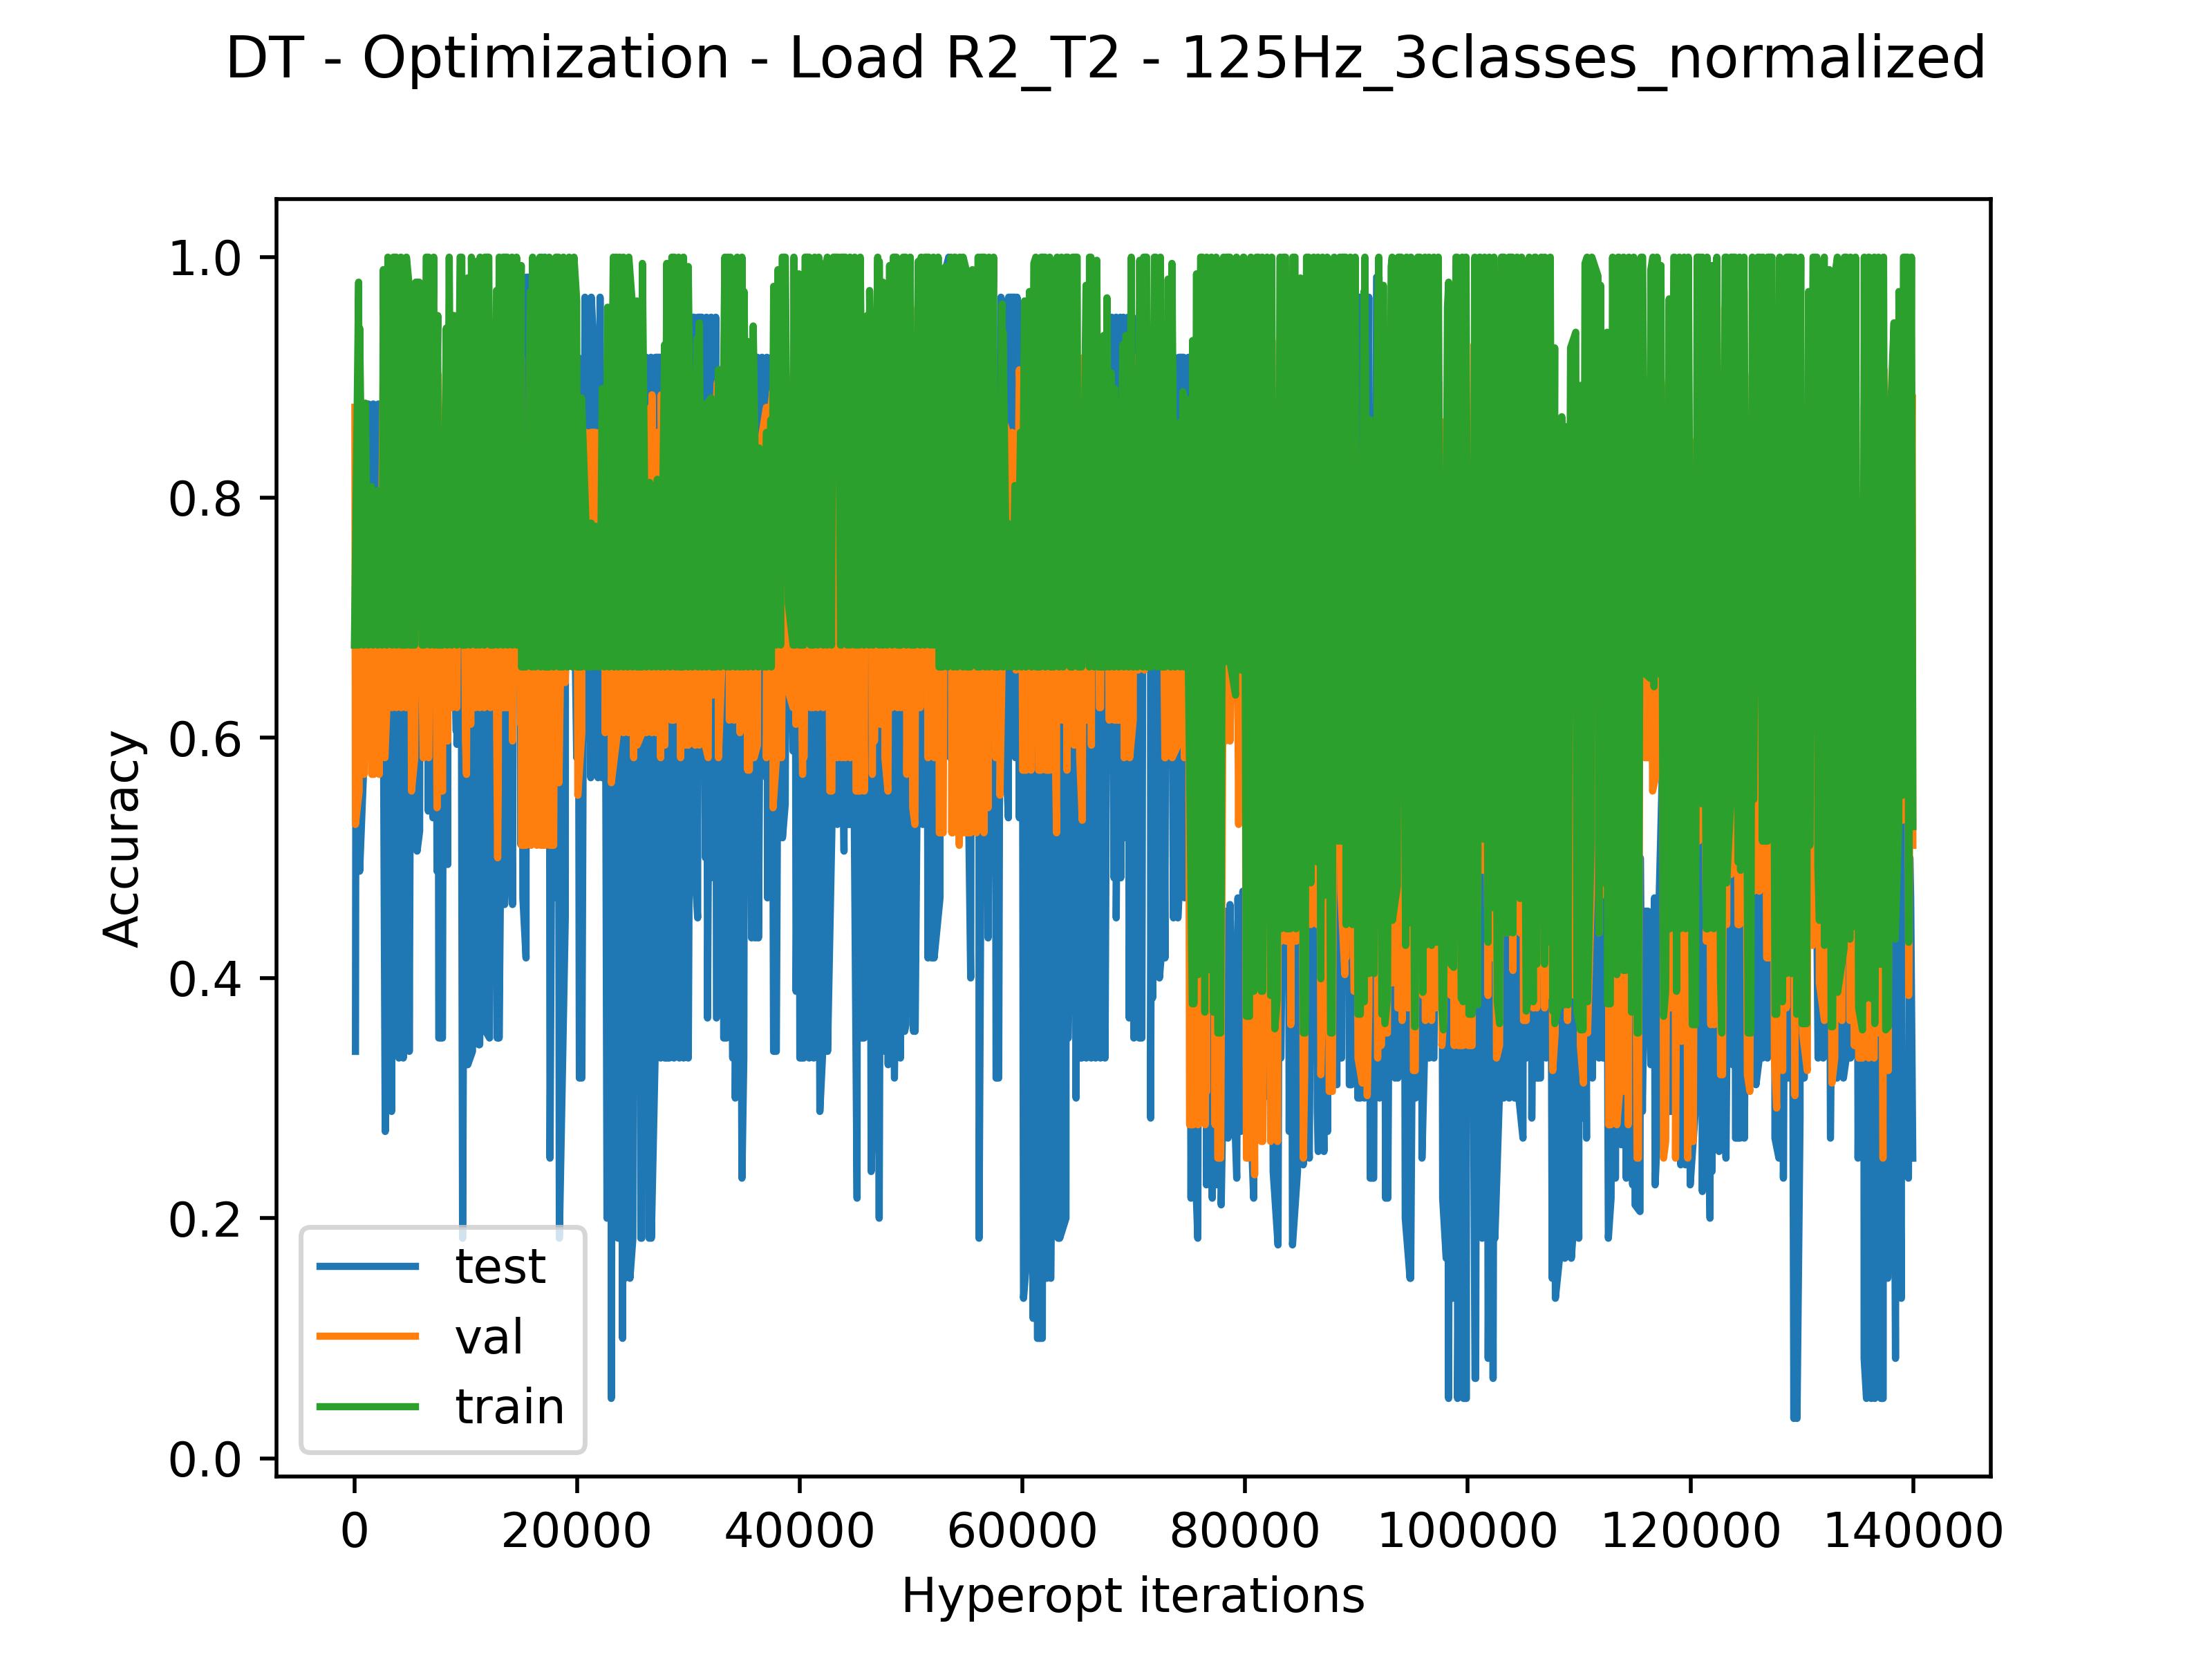 DT - Optimization - Load R2_T2 - 125Hz_3classes_normalized
Accuracy
1.0
0.8
0.6
0.4
0.2
0.0
test
val
train
0 20000 40000 60000 80000 100000 120000 140000
Hyperopt iterations